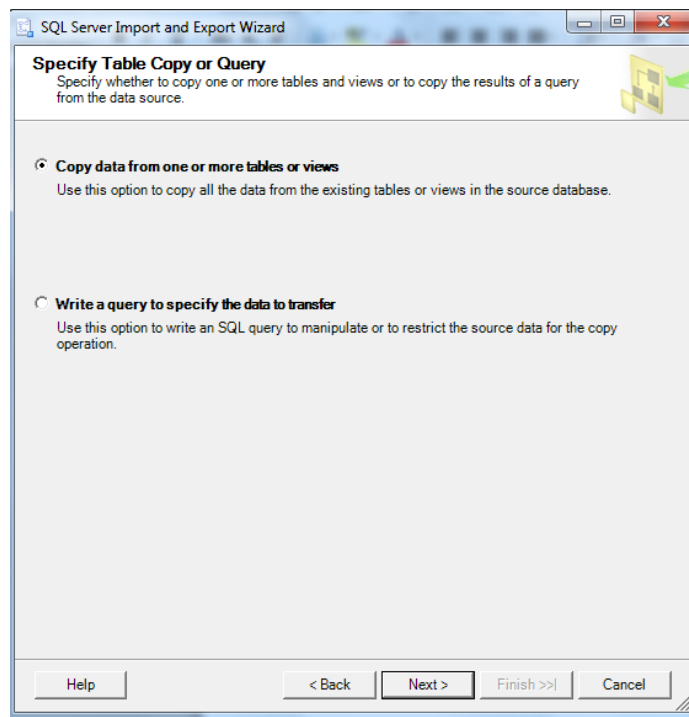 SQL Server Import and Export Wizard
Specify Table Copy or Query
Specify whether to copy one or more tables and views or to copy the results of a query
from the data source.
Copy data from one or more tables or views
Use this option to copy all the data from the existing tables or views in the source database.
Write a query to specify the data to transfer
Use this option to write an SQL query to manipulate or to restrict the source data for the copy
operation.
Help
< Back
Next >
Finish >>|
Cancel